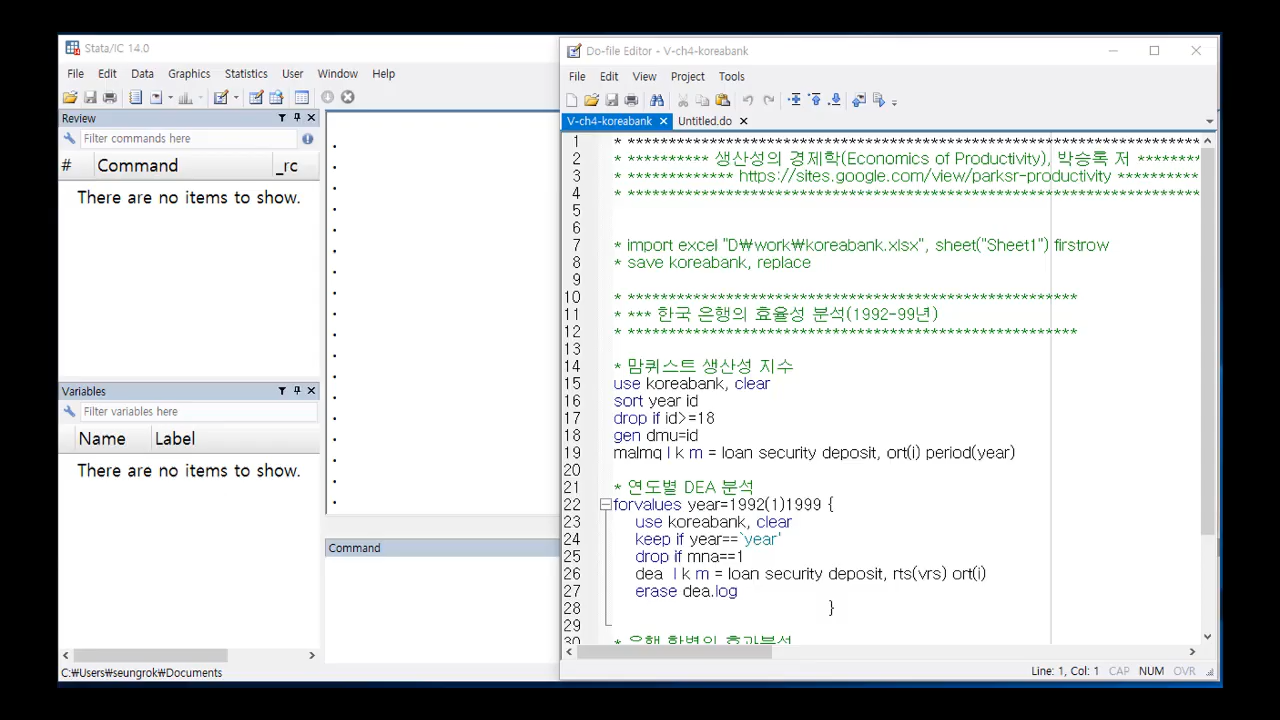 Stata/IC 14.0
File Edit Data Graphics Statistics User Window Help
Review
Filter commands here
# Command _rc
There are no items to show.
Variables
Filter variables here
Name Label
There are no items to show.
Command
C:₩Users₩seungrok₩Documents
Do-file Editor - V-ch4-koreabank
File Edit View Project Tools
V-ch4-koreabank Untitled.do
1 * *******************************************************************************
2 * *********** 생산성의 경제학(Economics of Productivity), 박승록 저 ********
3 * ************* https://sites.google.com/view/parksr-productivity **********
4 * *******************************************************************************
5
6
7 * import excel "D₩work₩koreabank.xlsx", sheet("Sheet1") firstrow
8 * save koreabank, replace
9
10 * *******************************************************
11 * *** 한국 은행의 효율성 분석(1992-99년)
12 * *******************************************************
13
14 * 맘퀴스트 생산성 지수
15 use koreabank, clear
16 sort year id
17 drop if id>=18
18 gen dmu=id
19 malmq l k m = loan security deposit, ort(i) period(year)
20
21 * 연도별 DEA 분석
22 forvalues year=1992(1)1999 {
23 use koreabank, clear
24 keep if year==`year'
25 drop if mna==1
26 dea l k m = loan security deposit, rts(vrs) ort(i)
27 erase dea.log
28 }
29
30 * 은행 합병의 효과분석
Line: 1, Col: 1 CAP NUM OVR